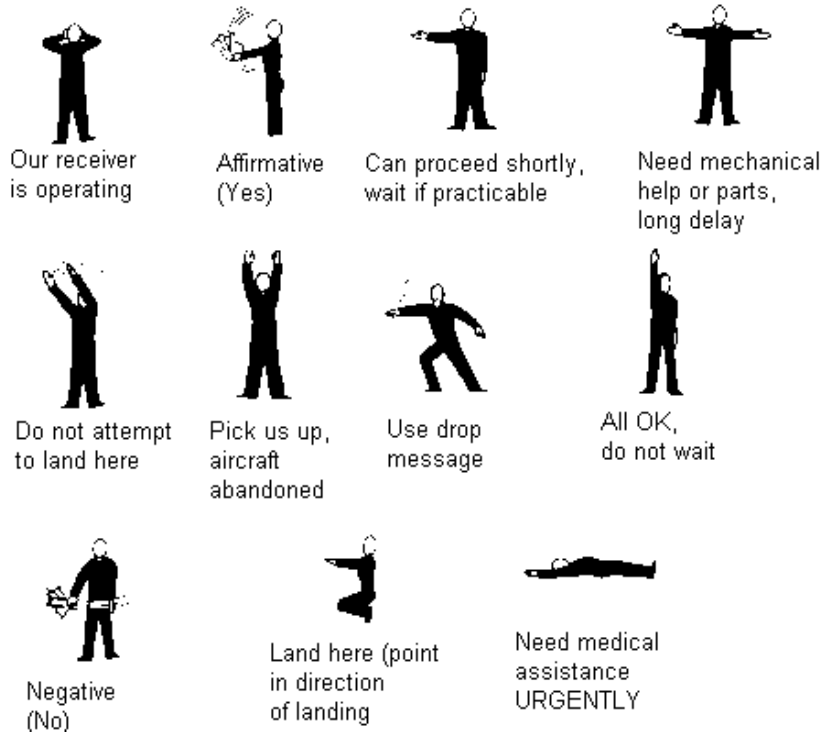 Our receiver
is operating
Affirmative
(Yes)
Can proceed shortly,
wait if practicable
Need mechanical
help or parts,
long delay
Do not attempt
to land here
Pick us up,
aircraft
abandoned
Use drop
message
All OK,
do not wait
Negative
(No)
Land here (point
in direction
of landing
Need medical
assistance
URGENTLY